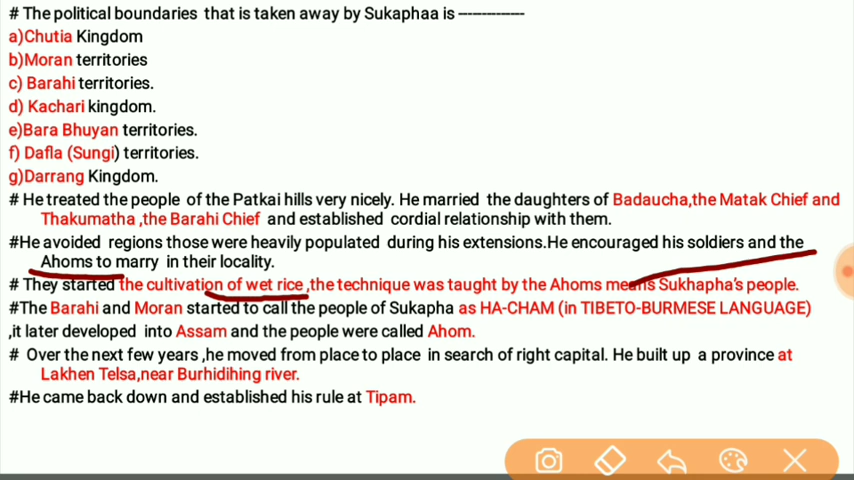 # The political boundaries that is taken away by Sukaphaa is --------------
a)Chutia Kingdom
b)Moran territories
c) Barahi territories.
d) Kachari kingdom.
e)Bara Bhuyan territories.
f) Dafla (Sungi) territories.
g)Darrang Kingdom.
# He treated the people of the Patkai hills very nicely. He married the daughters of Badaucha,the Matak Chief and
Thakumatha ,the Barahi Chief and established cordial relationship with them.
#He avoided regions those were heavily populated during his extensions.He encouraged his soldiers and the
Ahoms to marry in their locality.
# They started the cultivation of wet rice ,the technique was taught by the Ahoms means Sukhapha's people.
#The Barahi and Moran started to call the people of Sukapha as HA-CHAM (in TIBETO-BURMESE LANGUAGE)
,it later developed into Assam and the people were called Ahom.
# Over the next few years ,he moved from place to place in search of right capital. He built up a province at
Lakhen Telsa,near Burhidihing river.
#He came back down and established his rule at Tipam.